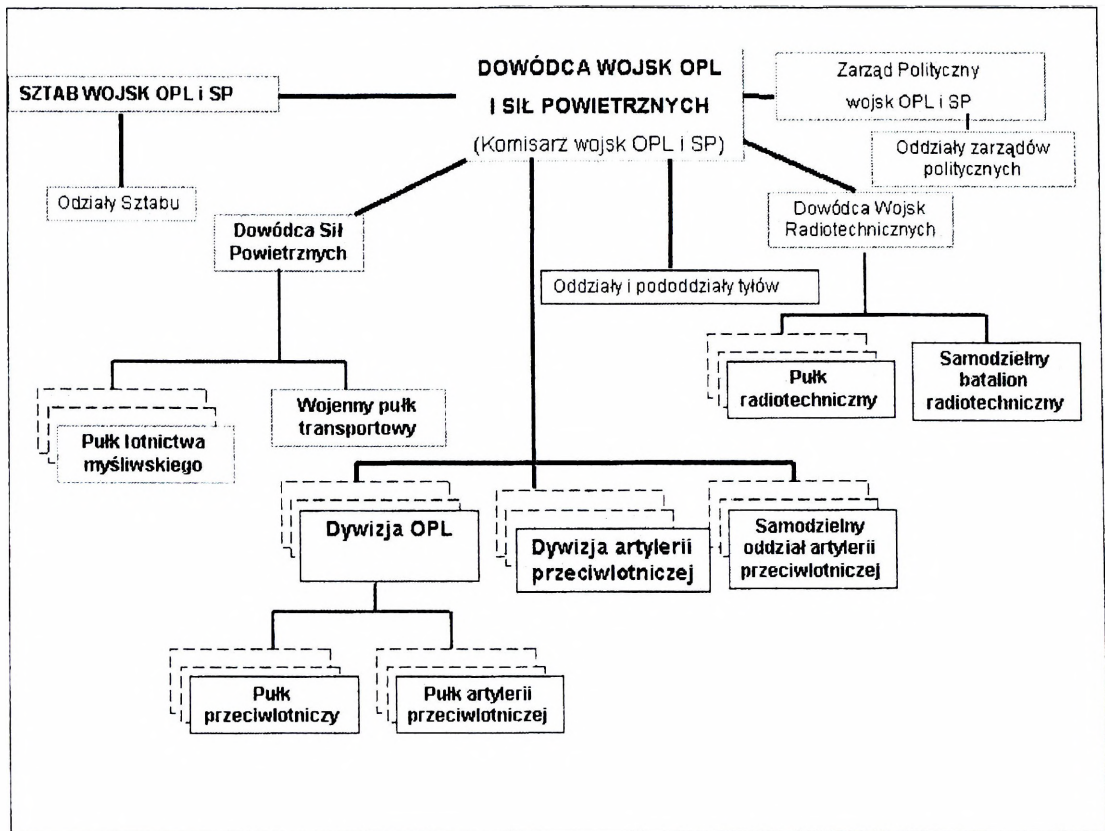 DOWÓDCA WOJSK OPL
I SIŁ POWIETRZNYCH
(Komisarz wojsk OPL i SP)
SZTAB WOJSK OPL i SP
Zarząd Polityczny
wojsk OPL i SP
Oddziały zarządów
politycznych
Odziały Sztabu
Dowódca Sił
Powietrznych
Dowódca Wojsk
Radiotechnicznych
Oddziały i pododdziały tyłów
Pułk lotnictwa
myśliwskiego
Wojenny pułk
transportowy
Pułk
radiotechniczny
Samodzielny
batalion
radiotechniczny
Dywizja OPL
Dywizja artylerii
przeciwlotniczej
Samodzielny
oddział artylerii
przeciwlotniczej
Pułk
przeciwlotniczy
Pułk artylerii
przeciwlotniczej